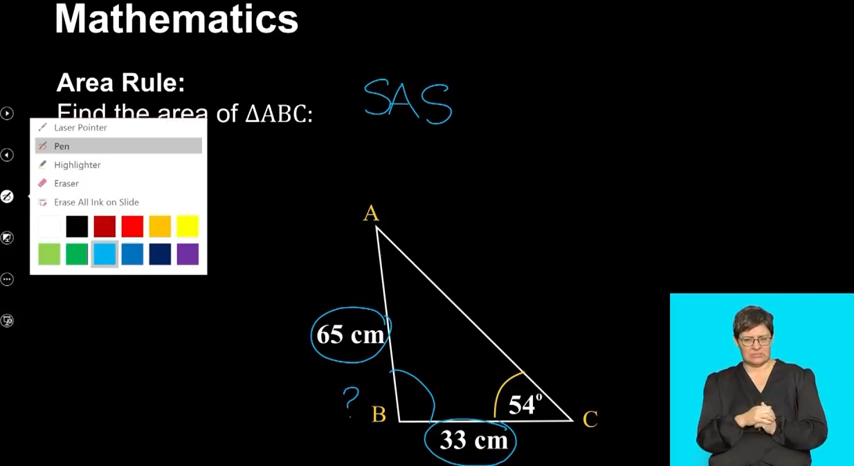 Mathematics
Area Rule:
SAS
Find the area of ΔABC:
Laser Pointer
Pen
Highlighter
Eraser
Erase All Ink on Slide
A
65 cm
?
B
54°
C
33 cm